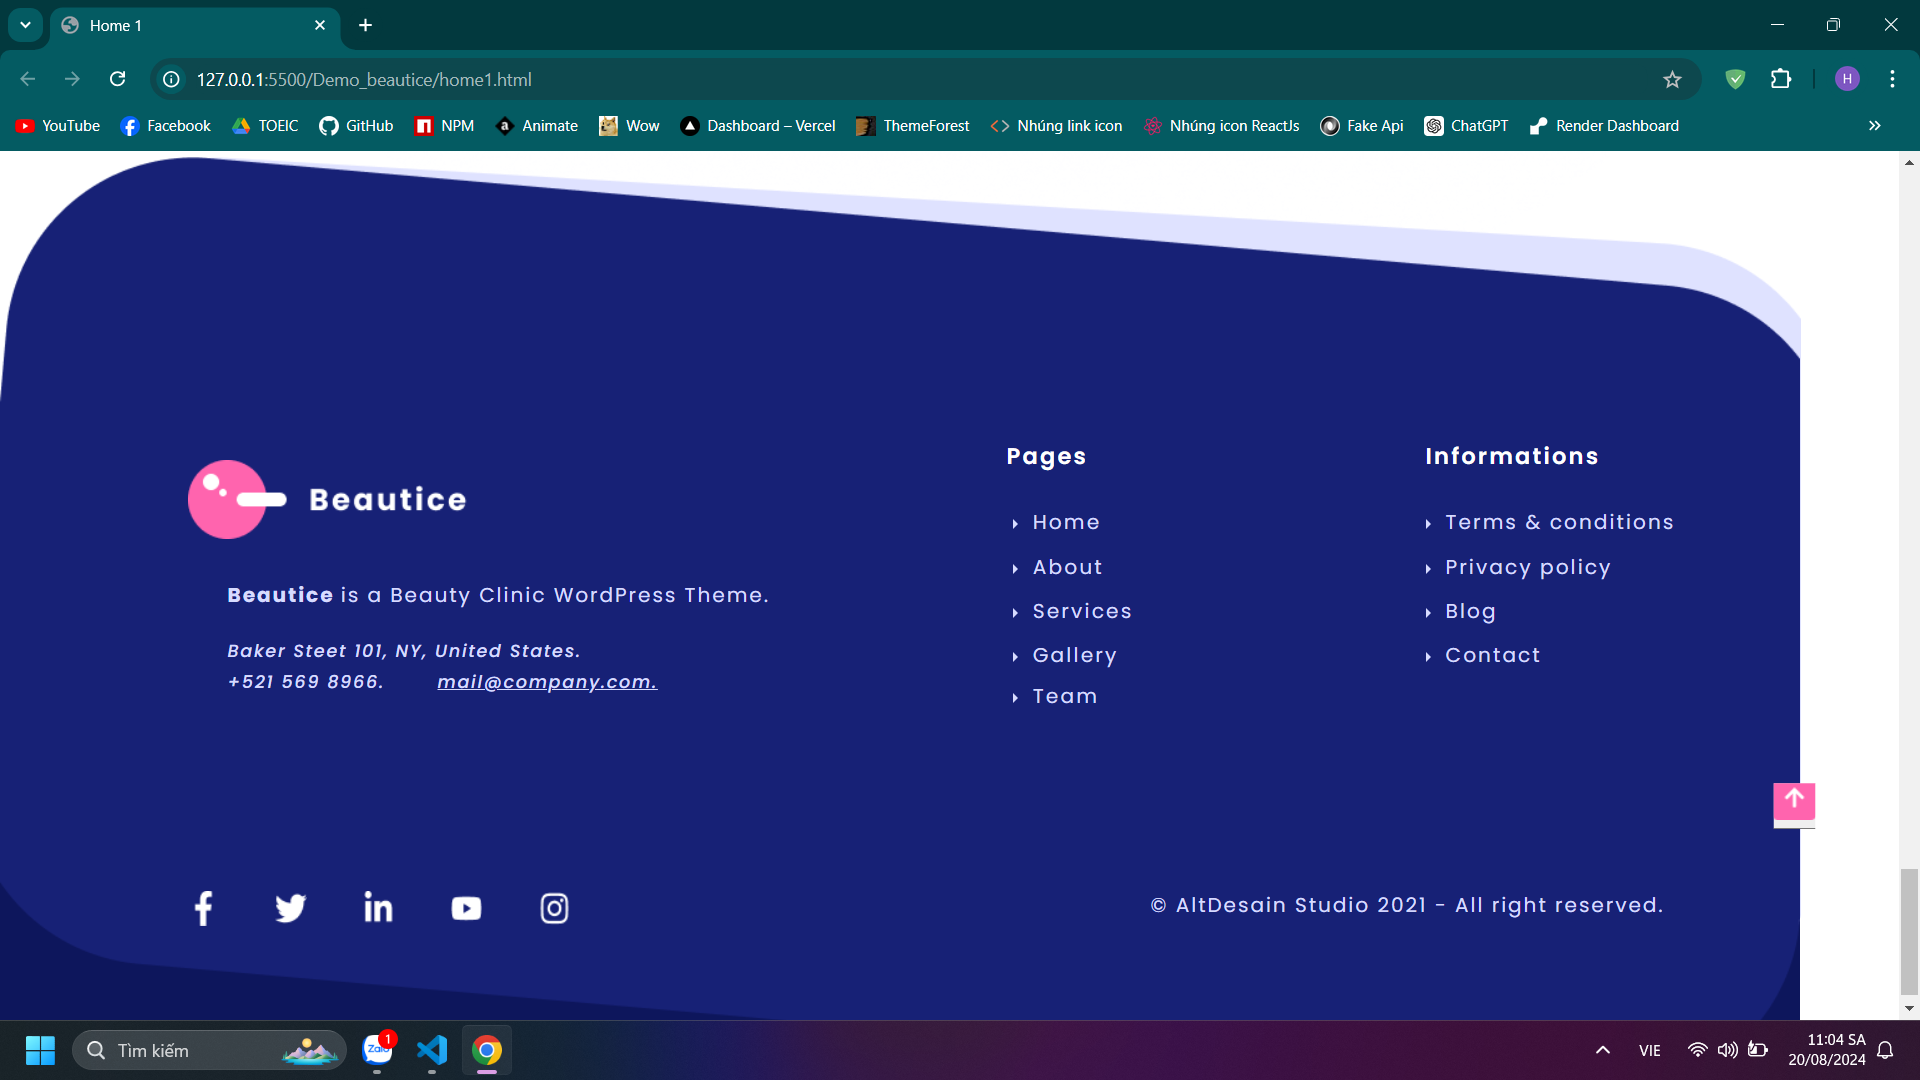 Home 1
127.0.0.1:5500/Demo_beautice/home1.html
H
YouTube
Facebook
TOEIC
GitHub
NPM
Animate
Wow
Dashboard – Vercel
ThemeForest
Nhúng link icon
Nhúng icon ReactJs
Fake Api
ChatGPT
Render Dashboard
Beautice
Beautice is a Beauty Clinic WordPress Theme.
Baker Steet 101, NY, United States.
+521 569 8966. mail@company.com.
Pages
Home
About
Services
Gallery
Team
Informations
Terms & conditions
Privacy policy
Blog
Contact
© AltDesain Studio 2021 - All right reserved.
Tìm kiếm
Zalo
1
VIE
11:04 SA
20/08/2024